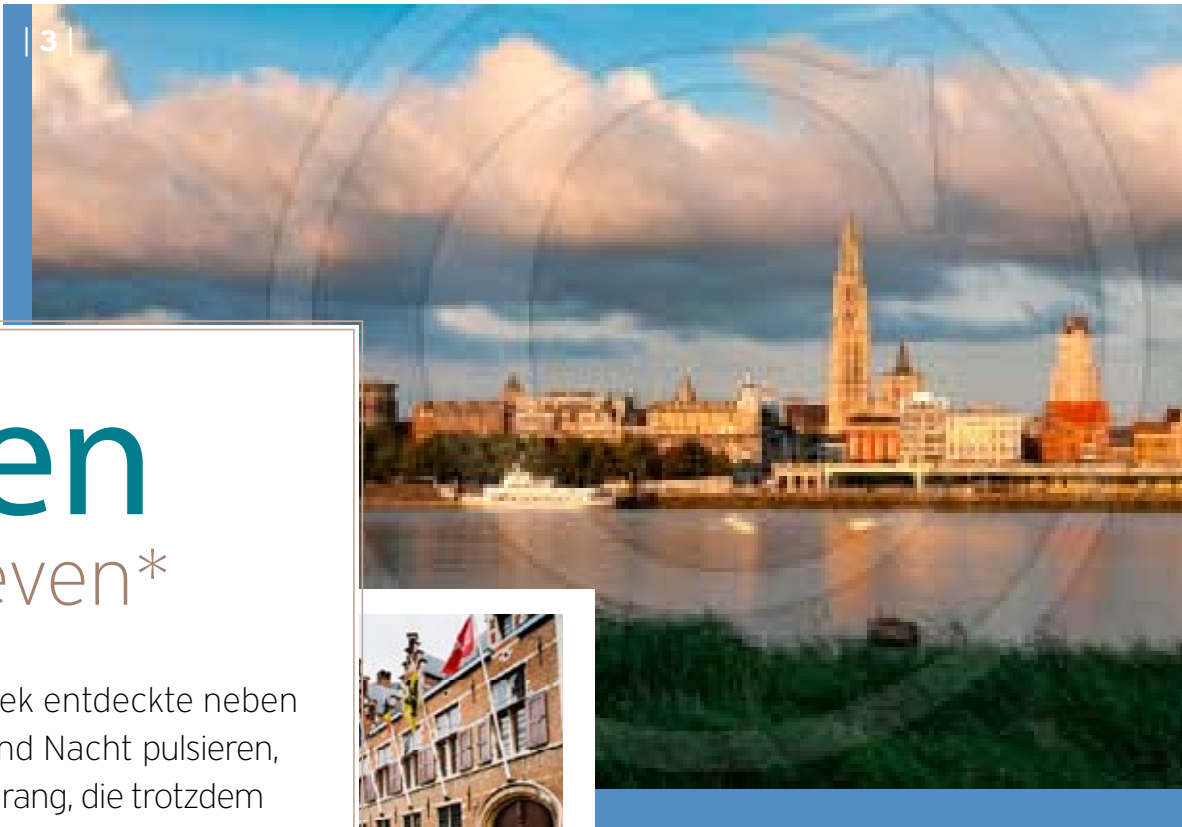 | 3 |
en
even*
ek entdeckte neben
nd Nacht pulsieren,
rang, die trotzdem